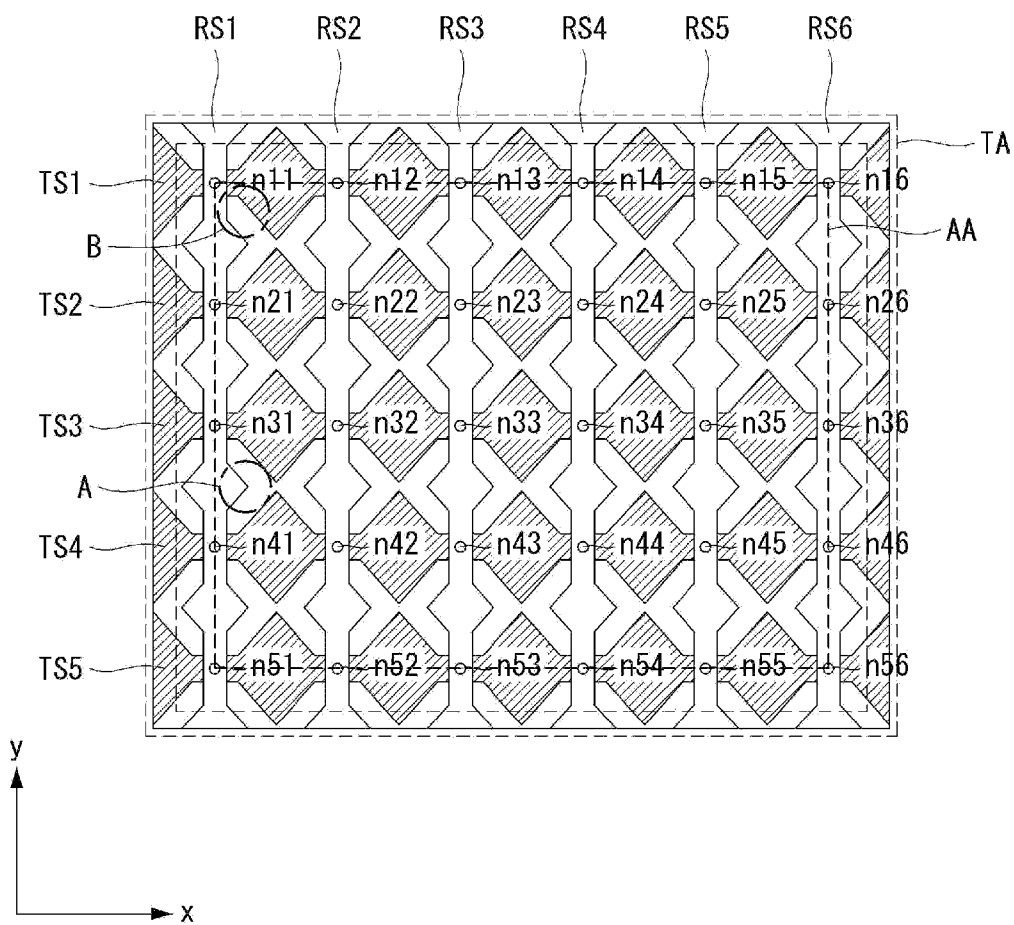 RS1 RS2 RS3 RS4 RS5 RS6
TA
TS1 n11 n12 n13 n14 n15 n16
B AA
TS2 n21 n22 n23 n24 n25 n26
TS3 n31 n32 n33 n34 n35 n36
A
TS4 n41 n42 n43 n44 n45 n46
TS5 n51 n52 n53 n54 n55 n56
y
x